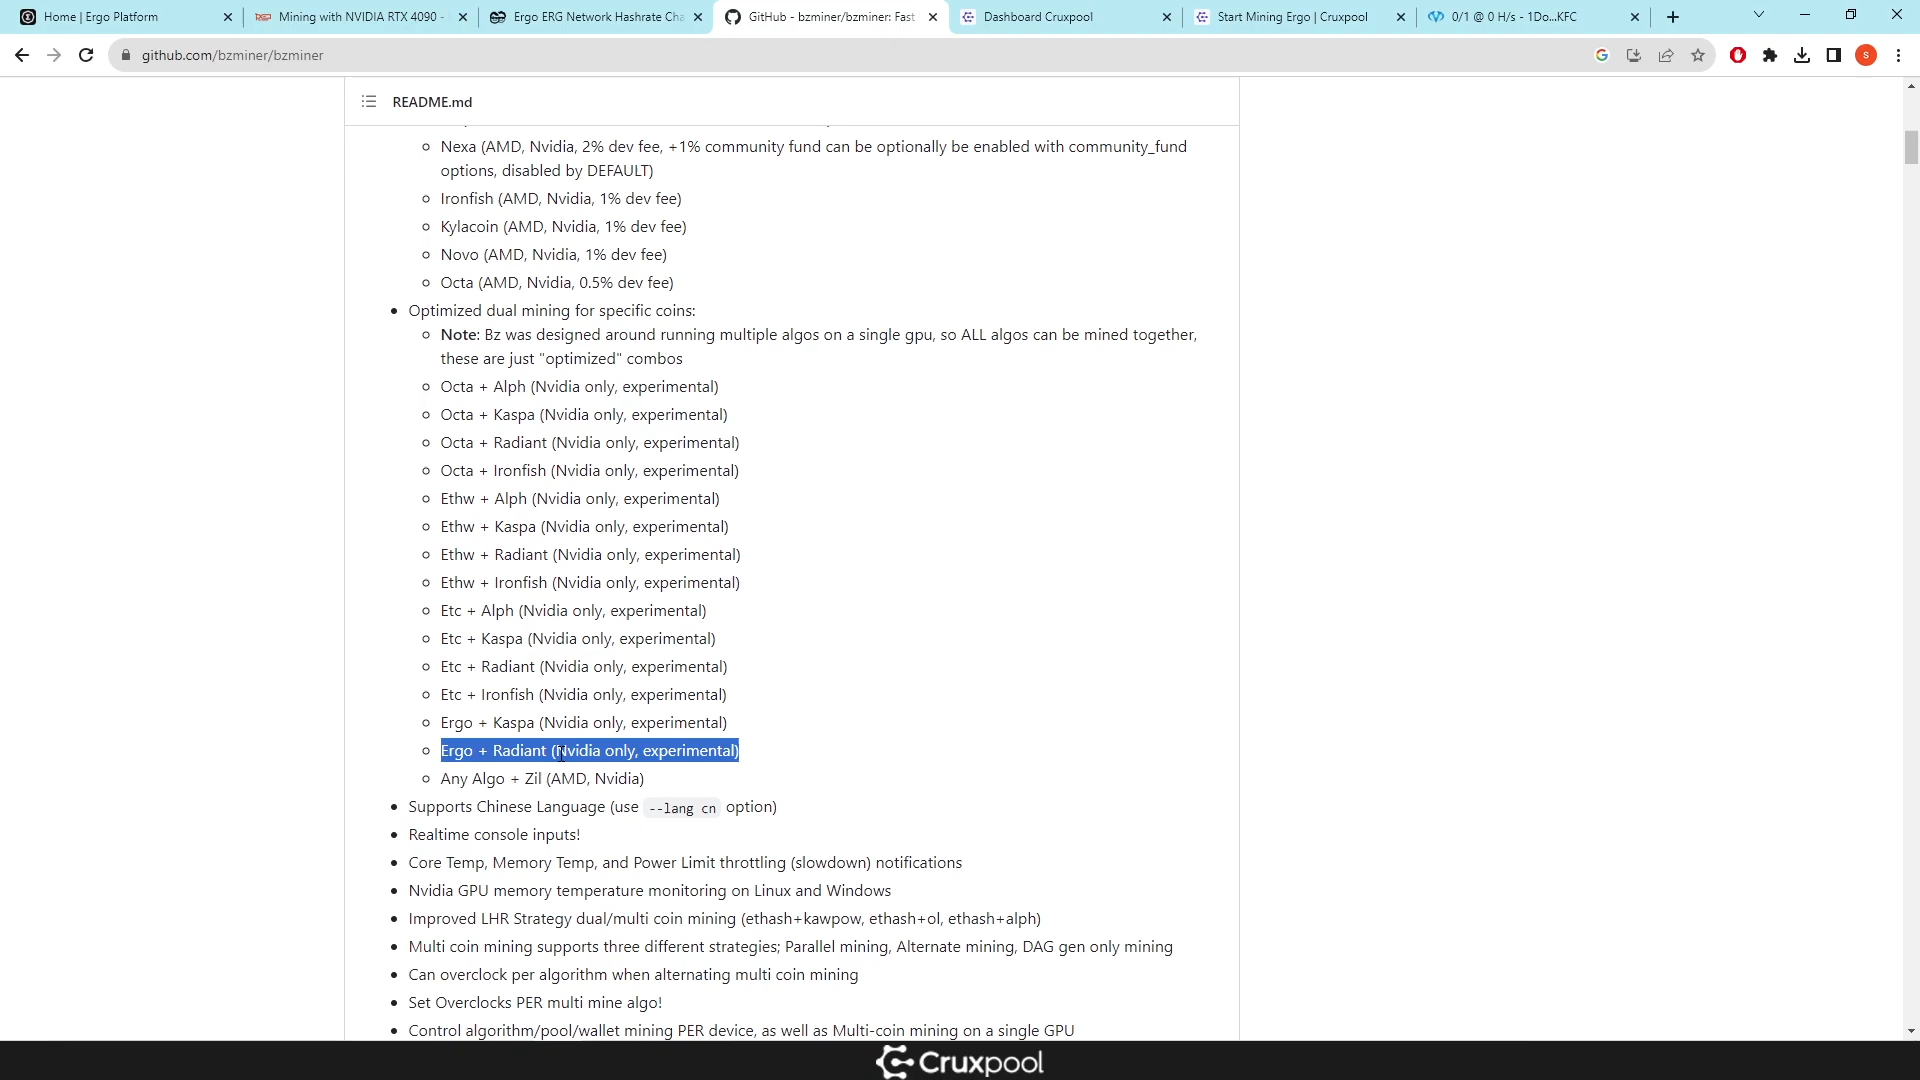 Home | Ergo Platform
Mining with NVIDIA RTX 4090 -
Ergo ERG Network Hashrate Cha
GitHub - bzminer/bzminer: Fast
Dashboard Cruxpool
Start Mining Ergo | Cruxpool
0/1 @ 0 H/s - 1Do...KFC
github.com/bzminer/bzminer
S
README.md
Nexa (AMD, Nvidia, 2% dev fee, +1% community fund can be optionally be enabled with community_fund
options, disabled by DEFAULT)
Ironfish (AMD, Nvidia, 1% dev fee)
Kylacoin (AMD, Nvidia, 1% dev fee)
Novo (AMD, Nvidia, 1% dev fee)
Octa (AMD, Nvidia, 0.5% dev fee)
Optimized dual mining for specific coins:
Note: Bz was designed around running multiple algos on a single gpu, so ALL algos can be mined together,
these are just "optimized" combos
Octa + Alph (Nvidia only, experimental)
Octa + Kaspa (Nvidia only, experimental)
Octa + Radiant (Nvidia only, experimental)
Octa + Ironfish (Nvidia only, experimental)
Ethw + Alph (Nvidia only, experimental)
Ethw + Kaspa (Nvidia only, experimental)
Ethw + Radiant (Nvidia only, experimental)
Ethw + Ironfish (Nvidia only, experimental)
Etc + Alph (Nvidia only, experimental)
Etc + Kaspa (Nvidia only, experimental)
Etc + Radiant (Nvidia only, experimental)
Etc + Ironfish (Nvidia only, experimental)
Ergo + Kaspa (Nvidia only, experimental)
Ergo + Radiant (Nvidia only, experimental)
Any Algo + Zil (AMD, Nvidia)
Supports Chinese Language (use --lang cn option)
Realtime console inputs!
Core Temp, Memory Temp, and Power Limit throttling (slowdown) notifications
Nvidia GPU memory temperature monitoring on Linux and Windows
Improved LHR Strategy dual/multi coin mining (ethash+kawpow, ethash+ol, ethash+alph)
Multi coin mining supports three different strategies; Parallel mining, Alternate mining, DAG gen only mining
Can overclock per algorithm when alternating multi coin mining
Set Overclocks PER multi mine algo!
Control algorithm/pool/wallet mining PER device, as well as Multi-coin mining on a single GPU
Cruxpool